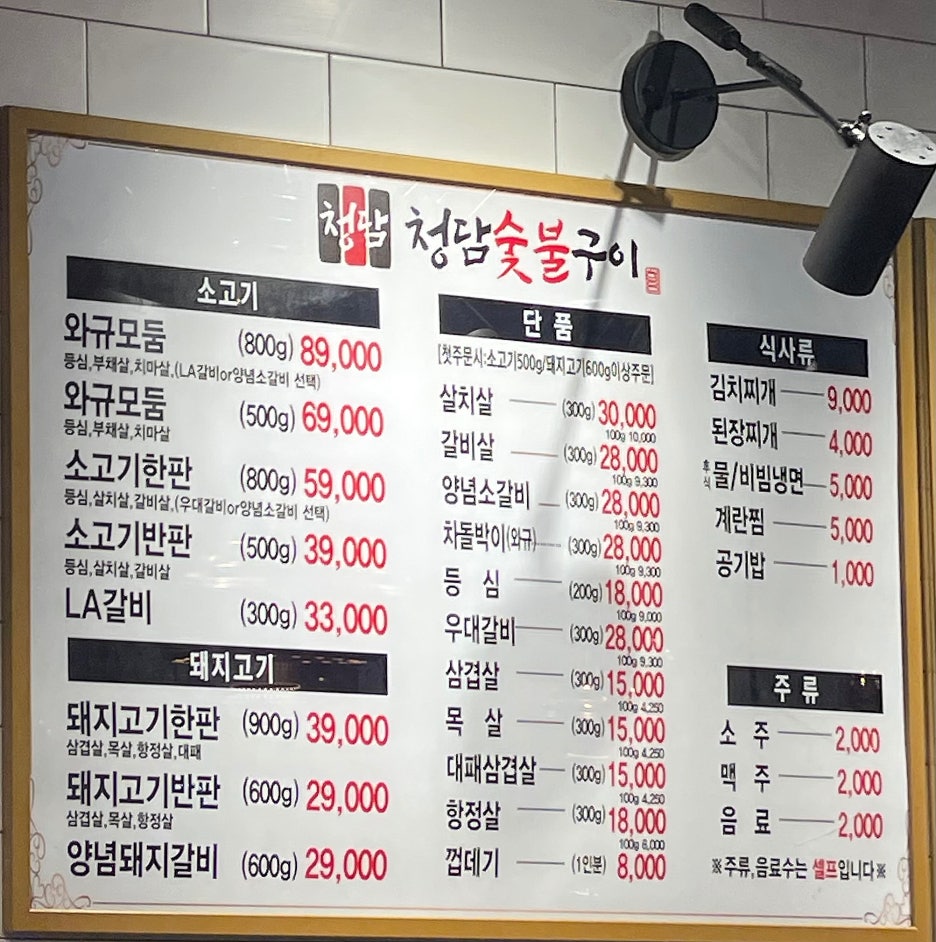 청담 청담숯불구이
소고기
와규모둠 (800g) 89,000
등심,부채살,치마살,(LA갈비or양념소갈비 선택)
와규모둠 (500g) 69,000
등심,부채살,치마살
소고기한판 (800g) 59,000
등심,살치살,갈비살,(우대갈비or양념소갈비 선택)
소고기반판 (500g) 39,000
등심,살치살,갈비살
LA갈비 (300g) 33,000
돼지고기
돼지고기한판 (900g) 39,000
삼겹살,목살,항정살,대패
돼지고기반판 (600g) 29,000
삼겹살,목살,항정살
양념돼지갈비 (600g) 29,000
단 품
[첫주문시:소고기500g/돼지고기600g이상주문]
살치살 (300g) 30,000
100g 10,000
갈비살 (300g) 28,000
100g 9,300
양념소갈비 (300g) 28,000
100g 9,300
차돌박이(와규) (300g) 28,000
100g 9,300
등 심 (200g) 18,000
100g 9,000
우대갈비 (300g) 28,000
100g 9,300
삼겹살 (300g) 15,000
100g 4,250
목 살 (300g) 15,000
100g 4,250
대패삼겹살 (300g) 15,000
100g 4,250
항정살 (300g) 18,000
100g 6,000
껍데기 (1인분) 8,000
식사류
김치찌개 9,000
된장찌개 4,000
후식 물/비빔냉면 5,000
계란찜 5,000
공기밥 1,000
주 류
소 주 2,000
맥 주 2,000
음 료 2,000
※주류,음료수는 셀프입니다※